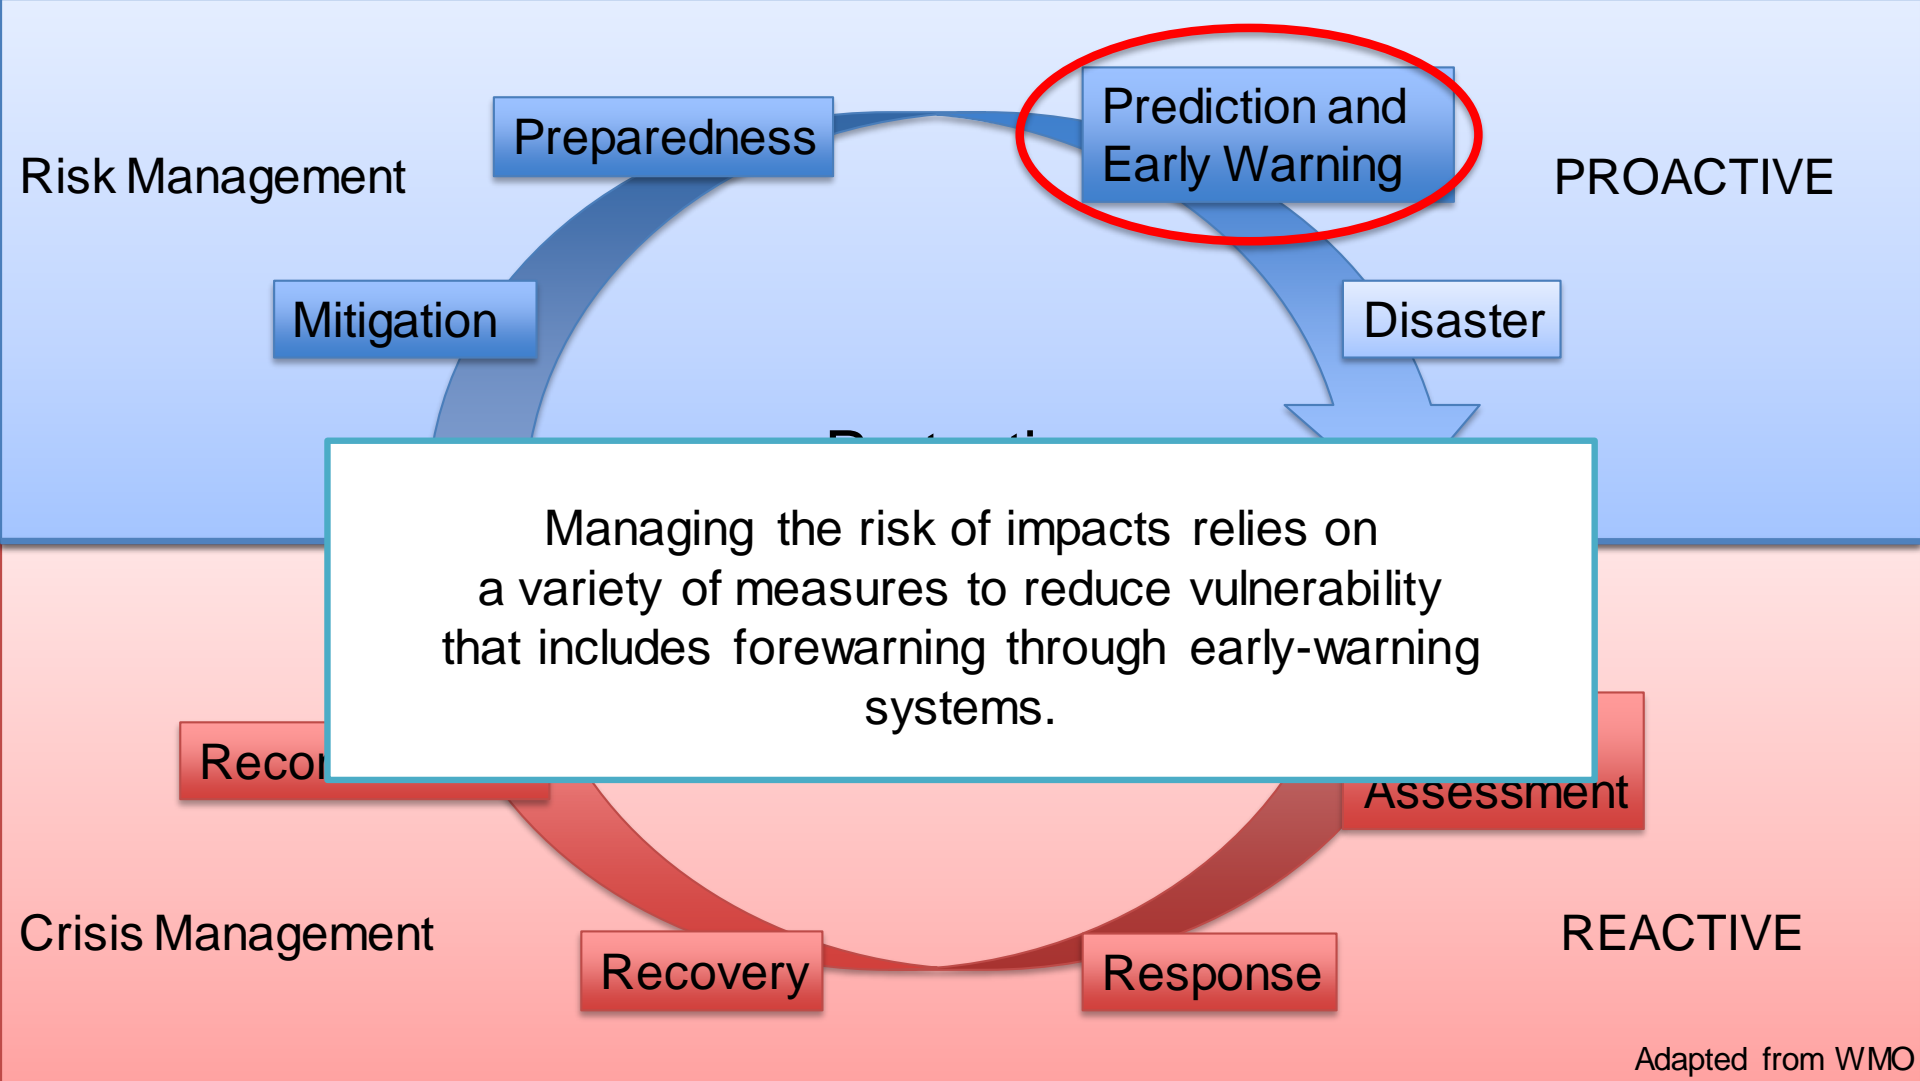 Prediction and
Early Warning
Preparedness
Risk Management
PROACTIVE
Mitigation
Disaster
Managing the risk of impacts relies on
a variety of measures to reduce vulnerability
that includes forewarning through early-warning
systems.
Assessment
Crisis Management
REACTIVE
Recovery
Response
Adapted from WMO